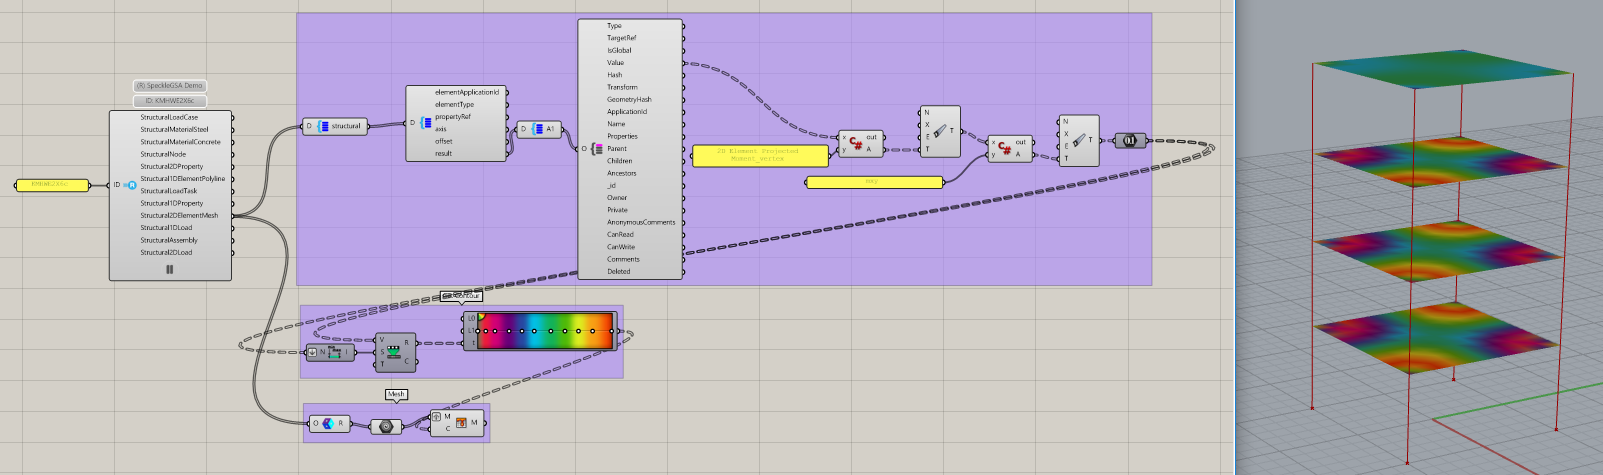 (R) SpeckleGSA Demo
ID: KMHWE2X6c
KMHWE2X6c
ID
R
StructuralLoadCase
StructuralMaterialSteel
StructuralMaterialConcrete
StructuralNode
Structural2DProperty
Structural1DElementPolyline
StructuralLoadTask
Structural1DProperty
Structural2DElementMesh
Structural1DLoad
StructuralAssembly
Structural2DLoad
D
structural
D
elementApplicationId
elementType
propertyRef
axis
offset
result
D
A1
O
Type
TargetRef
IsGlobal
Value
Hash
Transform
GeometryHash
ApplicationId
Name
Properties
Parent
Children
Ancestors
_id
Owner
Private
AnonymousComments
CanRead
CanWrite
Comments
Deleted
2D Element Projected
Moment_vertex
x
y
C#
out
A
N
X
E
T
T
x
y
C#
out
A
N
X
E
T
T
N
I
V
S
T
R
C
L0
L1
t
Mesh
O
R
M
C
M